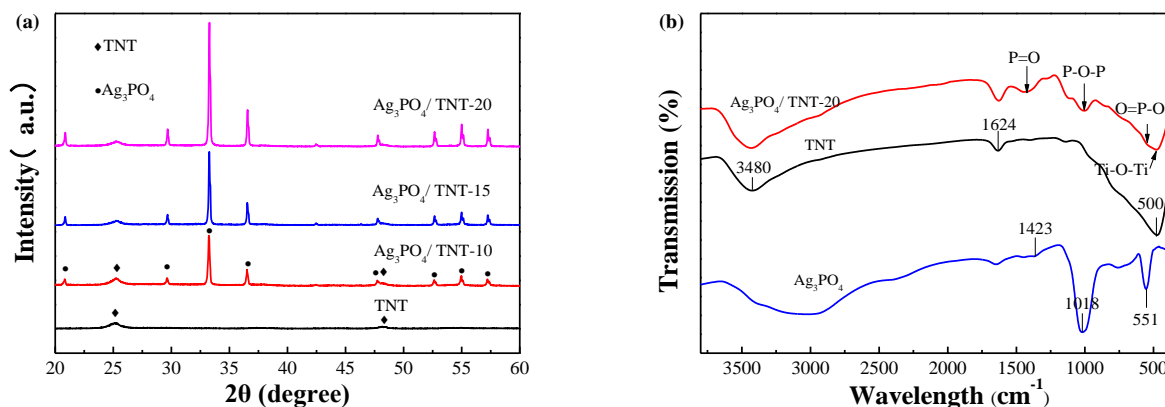 (a)
TNT
Ag3PO4
Ag3PO4/ TNT-20
Ag3PO4/ TNT-15
Ag3PO4/ TNT-10
TNT
Intensity ( a.u.)
20 25 30 35 40 45 50 55 60
2θ (degree)
(b)
P=O
P-O-P
O=P-O
Ag3PO4/ TNT-20
1624
TNT
Ti-O-Ti
3480
500
1423
Ag3PO4
1018
551
Transmission (%)
3500 3000 2500 2000 1500 1000 500
Wavelength (cm-1)